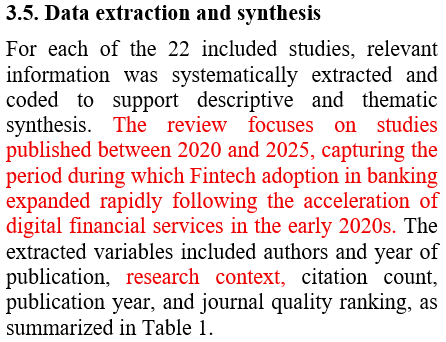 3.5. Data extraction and synthesis
For each of the 22 included studies, relevant
information was systematically extracted and
coded to support descriptive and thematic
synthesis. The review focuses on studies
published between 2020 and 2025, capturing the
period during which Fintech adoption in banking
expanded rapidly following the acceleration of
digital financial services in the early 2020s. The
extracted variables included authors and year of
publication, research context, citation count,
publication year, and journal quality ranking, as
summarized in Table 1.